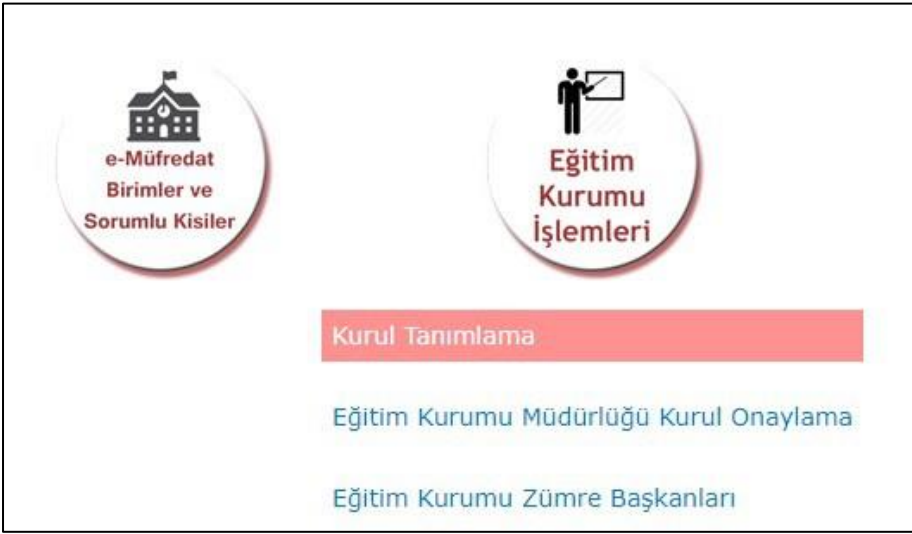 e-Müfredat
Birimler ve
Sorumlu Kisiler
Eğitim
Kurumu
İşlemleri
Kurul Tanımlama
Eğitim Kurumu Müdürlüğü Kurul Onaylama
Eğitim Kurumu Zümre Başkanları